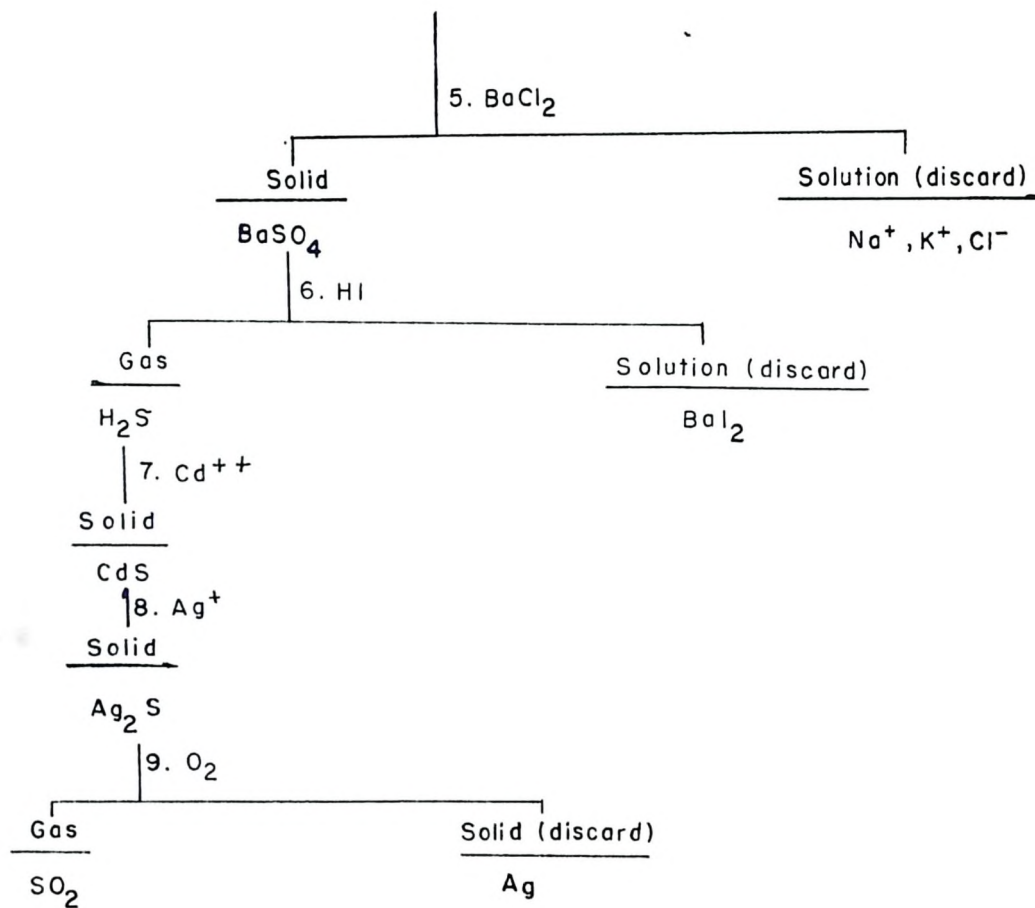 5. BaCl₂
Solid Solution (discard)
BaSO₄ Na⁺, K⁺, Cl⁻
6. HI
Gas Solution (discard)
H₂S BaI₂
7. Cd⁺⁺
Solid
CdS
8. Ag⁺
Solid
Ag₂S
9. O₂
Gas Solid (discard)
SO₂ Ag